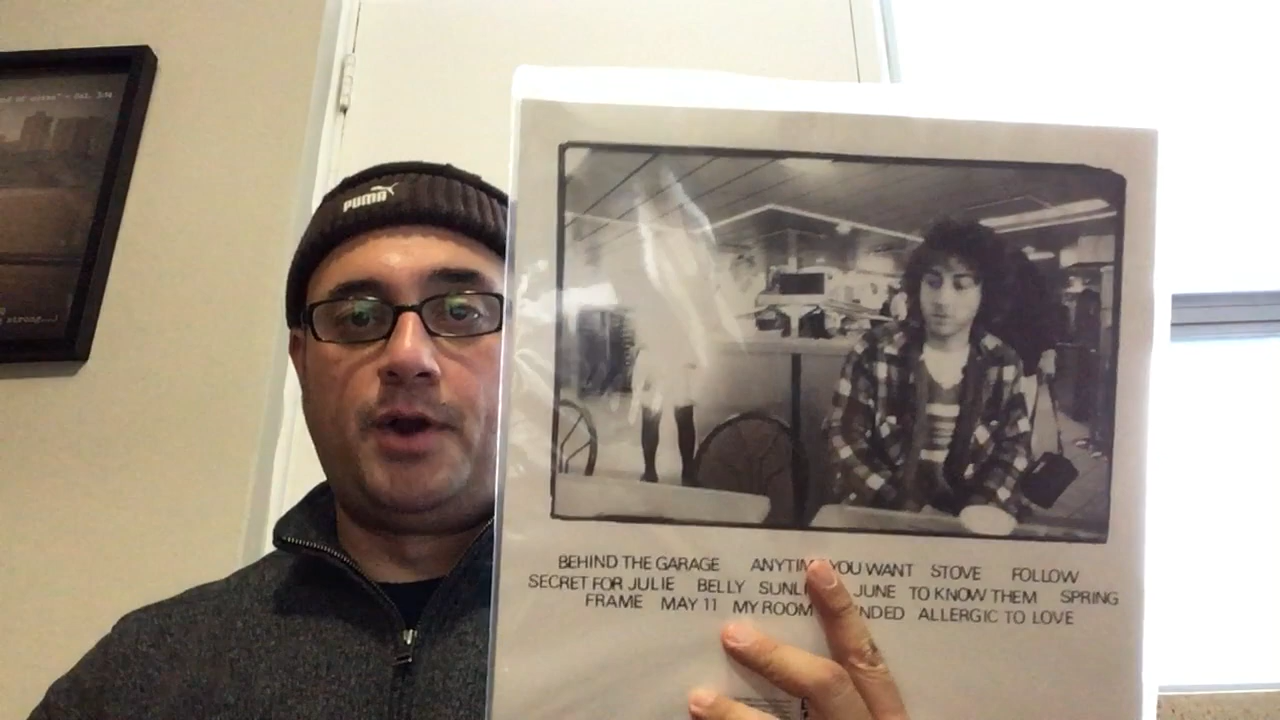 PUMA
BEHIND THE GARAGE ANYTIM YOU WANT STOVE FOLLOW
SECRET FOR JULIE BELLY SUNLI JUNE TO KNOW THEM SPRING
FRAME MAY 11 MY ROOM NDED ALLERGIC TO LOVE